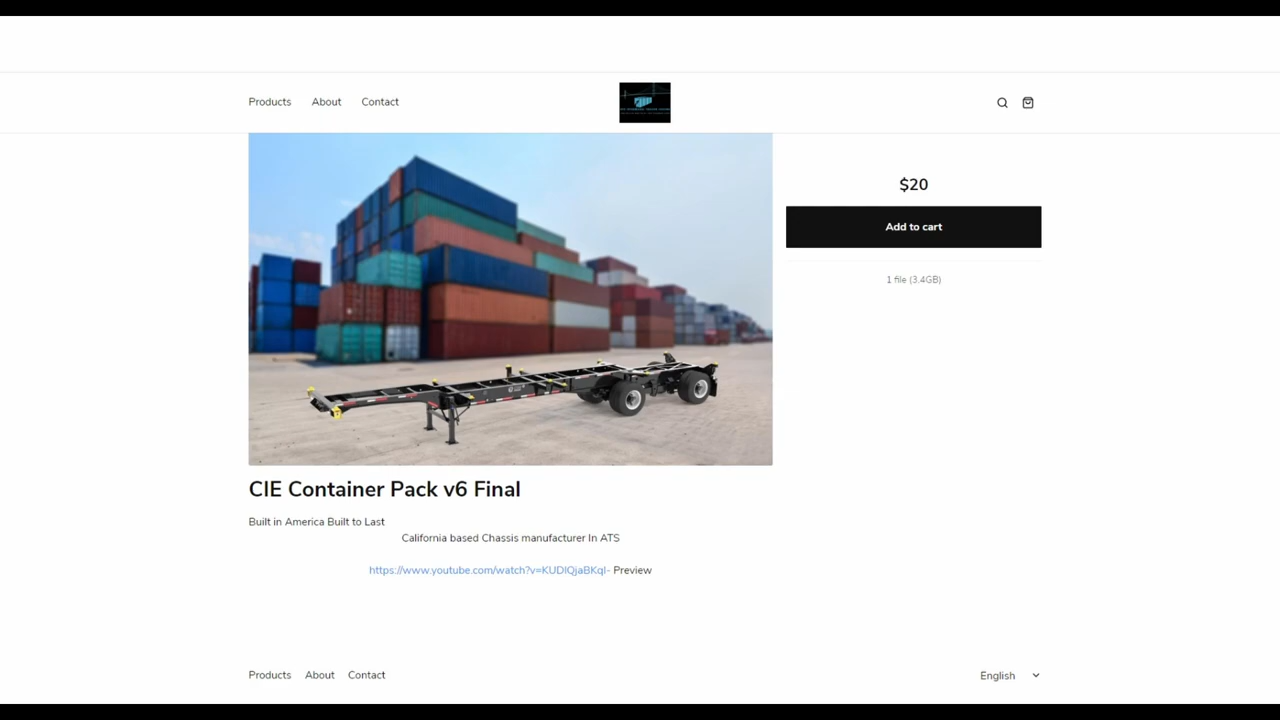 Products About Contact
$20
Add to cart
1 file (3.4GB)
CIE Container Pack v6 Final
Built in America Built to Last
California based Chassis manufacturer In ATS
https://www.youtube.com/watch?v=KUDIQjaBKqI- Preview
Products About Contact
English